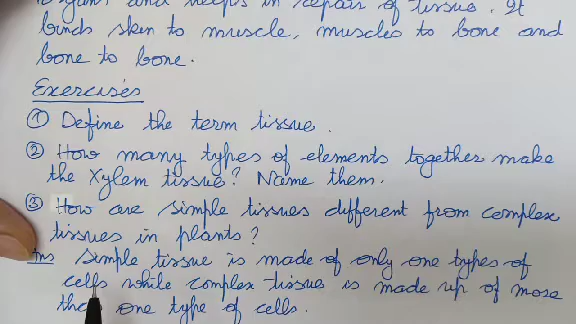 organs and helps in repair of tissue. It
binds skin to muscle, muscles to bone and
bone to bone.
Exercises
① Define the term tissue.
② How many types of elements together make
the Xylem tissue? Name them.
③ How are simple tissues different from complex
tissues in plants?
Ans Simple tissue is made of only one types of
cells while complex tissue is made up of more
than one type of cells.